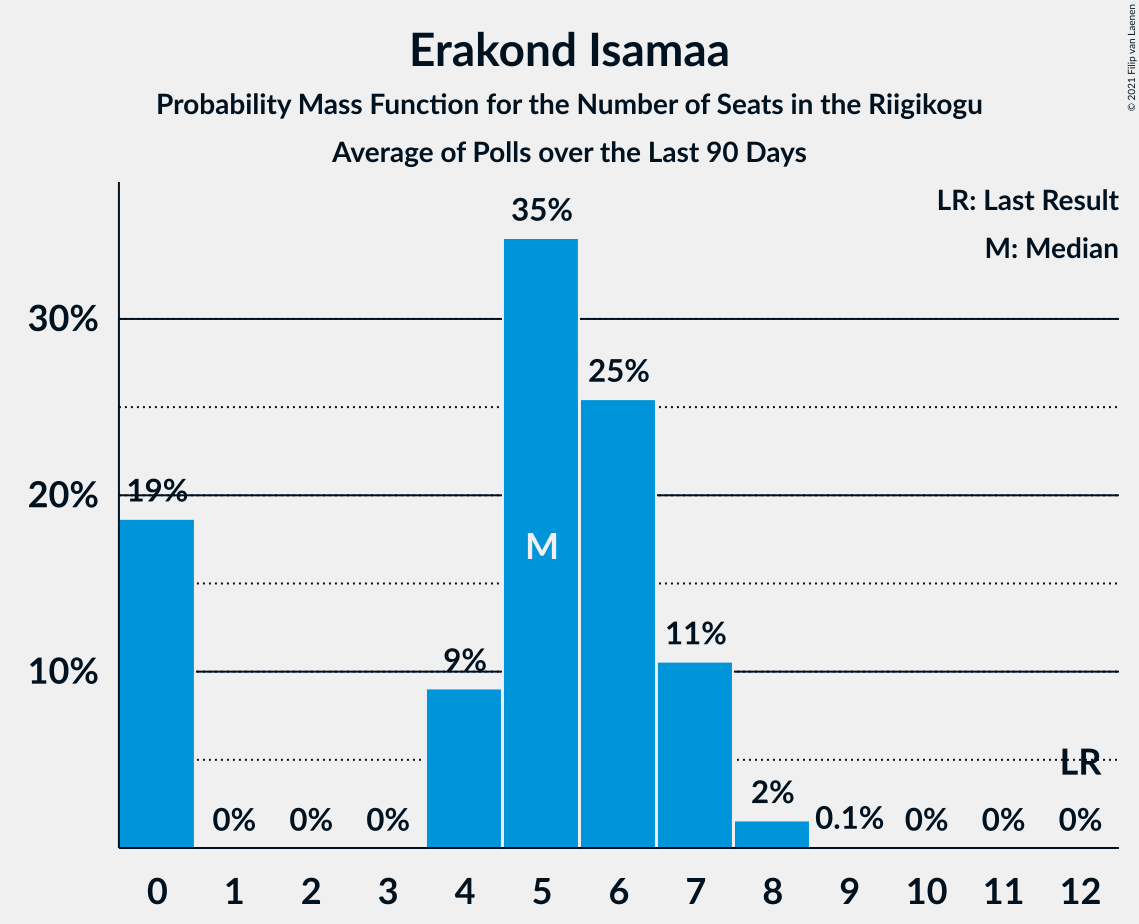 Erakond Isamaa
Probability Mass Function for the Number of Seats in the Riigikogu
Average of Polls over the Last 90 Days
© 2021 Filip van Laenen
LR: Last Result
M: Median
30%
20%
10%
19%
0%
0%
0%
9%
35%
M
25%
11%
2%
0.1%
0%
0%
LR
0%
0 1 2 3 4 5 6 7 8 9 10 11 12